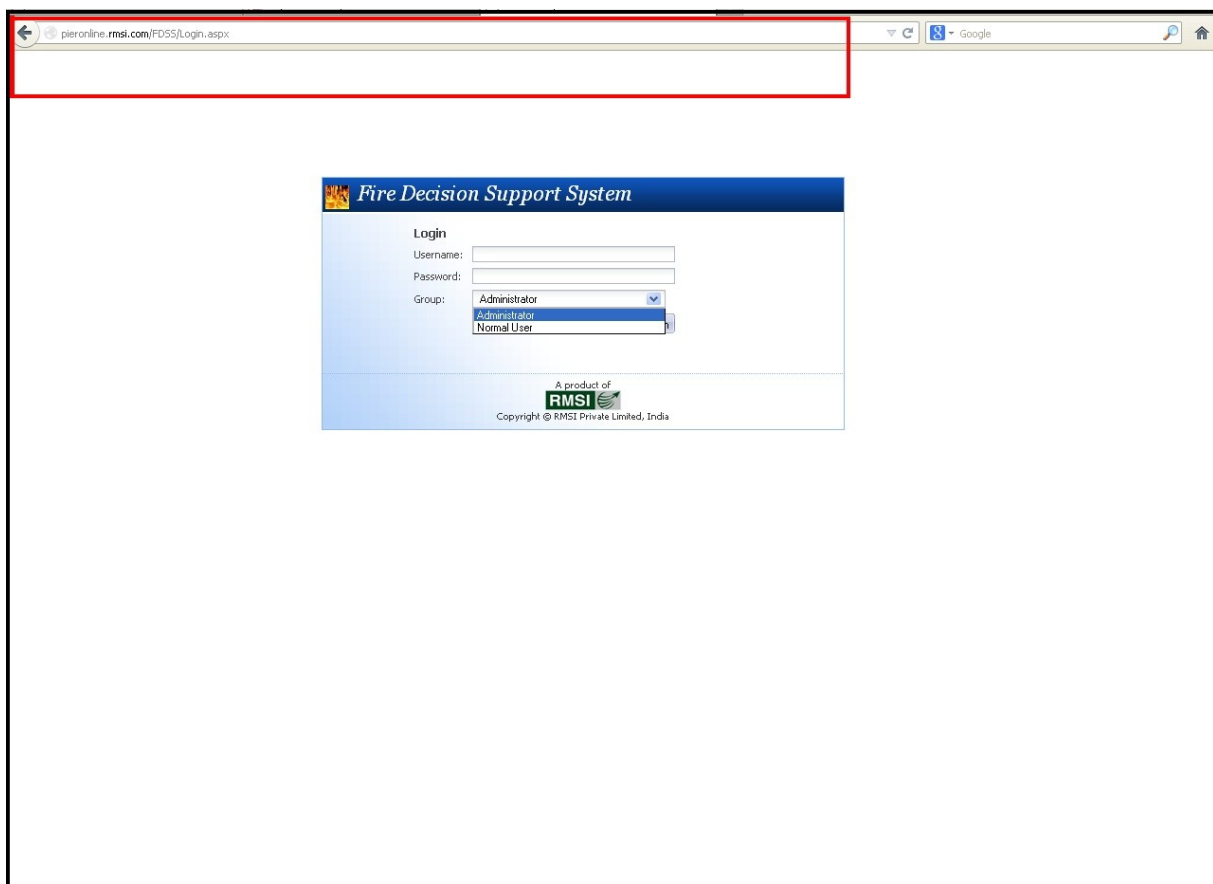 pieronline.rmsi.com/FDSS/Login.aspx
Google
Fire Decision Support System
Login
Username:
Password:
Group: Administrator
Administrator
Normal User
A product of
RMSI
Copyright © RMSI Private Limited, India